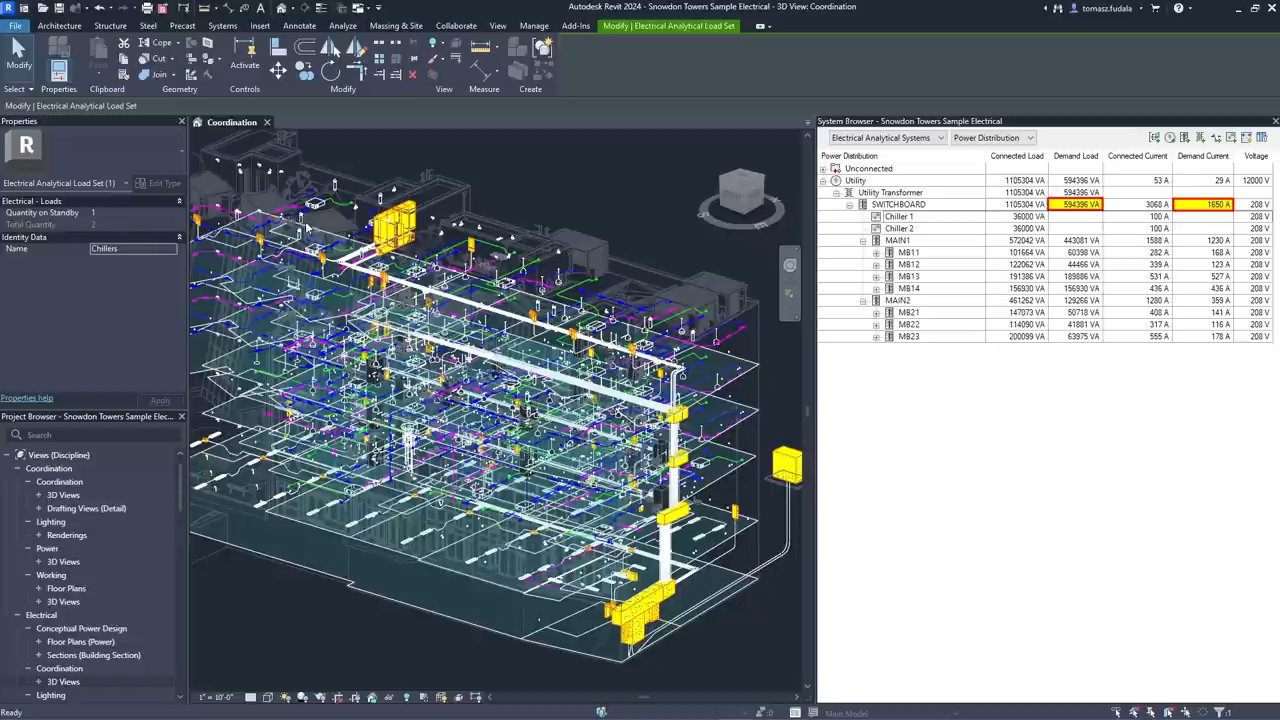 Autodesk Revit 2024 - Snowdon Towers Sample Electrical - 3D View: Coordination
tomasz.fudala
File Architecture Structure Steel Precast Systems Insert Annotate Analyze Massing & Site Collaborate View Manage Add-Ins Modify | Electrical Analytical Load Set
Modify
Cope
Cut
Join
Activate
Select Properties Clipboard Geometry Controls Modify View Measure Create
Modify | Electrical Analytical Load Set
Properties
R
Electrical Analytical Load Set (1) Edit Type
Electrical - Loads
Quantity on Standby 1
Total Quantity 2
Identity Data
Name Chillers
Properties help Apply
Project Browser - Snowdon Towers Sample Elec...
Search
Views (Discipline)
Coordination
Coordination
3D Views
Drafting Views (Detail)
Lighting
Renderings
Power
3D Views
Working
Floor Plans
3D Views
Electrical
Conceptual Power Design
Floor Plans (Power)
Sections (Building Section)
Coordination
3D Views
Lighting
Coordination
1" = 10'-0"
System Browser - Snowdon Towers Sample Electrical
Electrical Analytical Systems Power Distribution
Power Distribution Connected Load Demand Load Connected Current Demand Current Voltage
Unconnected
Utility 1105304 VA 594396 VA 53 A 29 A 12000 V
Utility Transformer 1105304 VA 594396 VA
SWITCHBOARD 1105304 VA 594396 VA 3068 A 1650 A 208 V
Chiller 1 36000 VA 100 A 208 V
Chiller 2 36000 VA 100 A 208 V
MAIN1 572042 VA 443081 VA 1588 A 1230 A 208 V
MB11 101664 VA 60398 VA 282 A 168 A 208 V
MB12 122062 VA 44466 VA 339 A 123 A 208 V
MB13 191386 VA 189886 VA 531 A 527 A 208 V
MB14 156930 VA 156930 VA 436 A 436 A 208 V
MAIN2 461262 VA 129266 VA 1280 A 359 A 208 V
MB21 147073 VA 50718 VA 408 A 141 A 208 V
MB22 114090 VA 41881 VA 317 A 116 A 208 V
MB23 200099 VA 63975 VA 555 A 178 A 208 V
Ready
:0
Main Model
:1